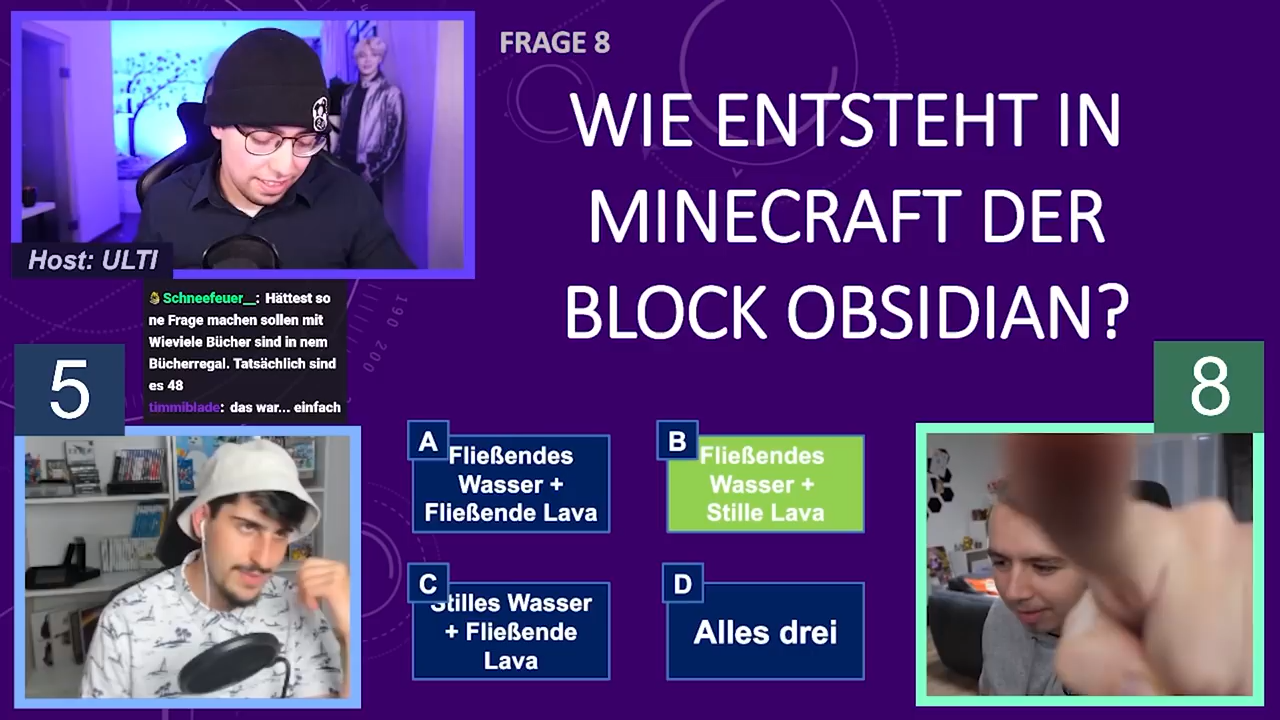 FRAGE 8
WIE ENTSTEHT IN
MINECRAFT DER
BLOCK OBSIDIAN?
Host: ULTI
Schneefeuer__: Hättest so
ne Frage machen sollen mit
Wieviele Bücher sind in nem
Bücherregal. Tatsächlich sind
es 48
timmiblade: das war... einfach
190 200
5
8
A
Fließendes
Wasser +
Fließende Lava
B
Fließendes
Wasser +
Stille Lava
C
Stilles Wasser
+ Fließende
Lava
D
Alles drei